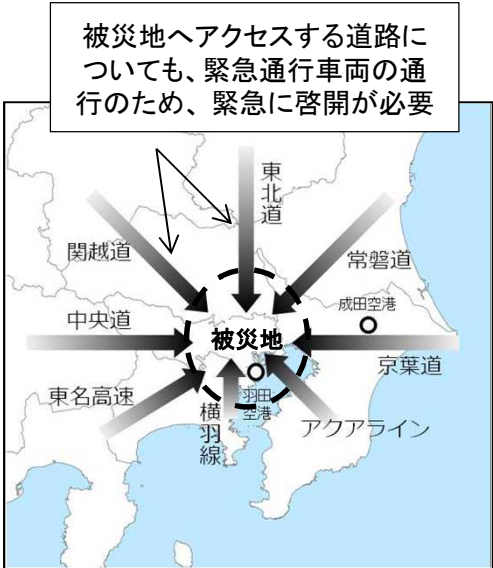 被災地へアクセスする道路に
ついても、緊急通行車両の通
行のため、緊急に啓開が必要
東北道
関越道
常磐道
成田空港
中央道
被災地
京葉道
東名高速
羽田
空港
横羽線
アクアライン